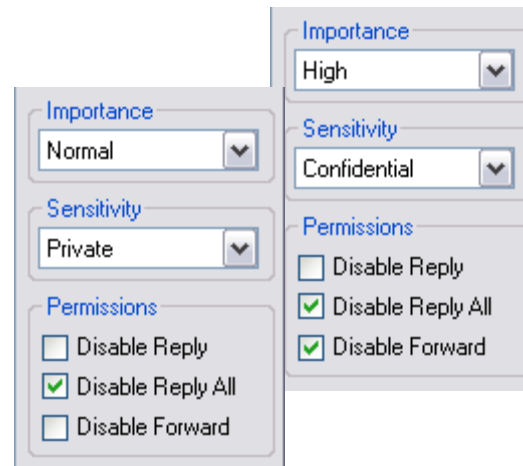 Importance
Normal
Sensitivity
Private
Permissions
Disable Reply
Disable Reply All
Disable Forward
Importance
High
Sensitivity
Confidential
Permissions
Disable Reply
Disable Reply All
Disable Forward